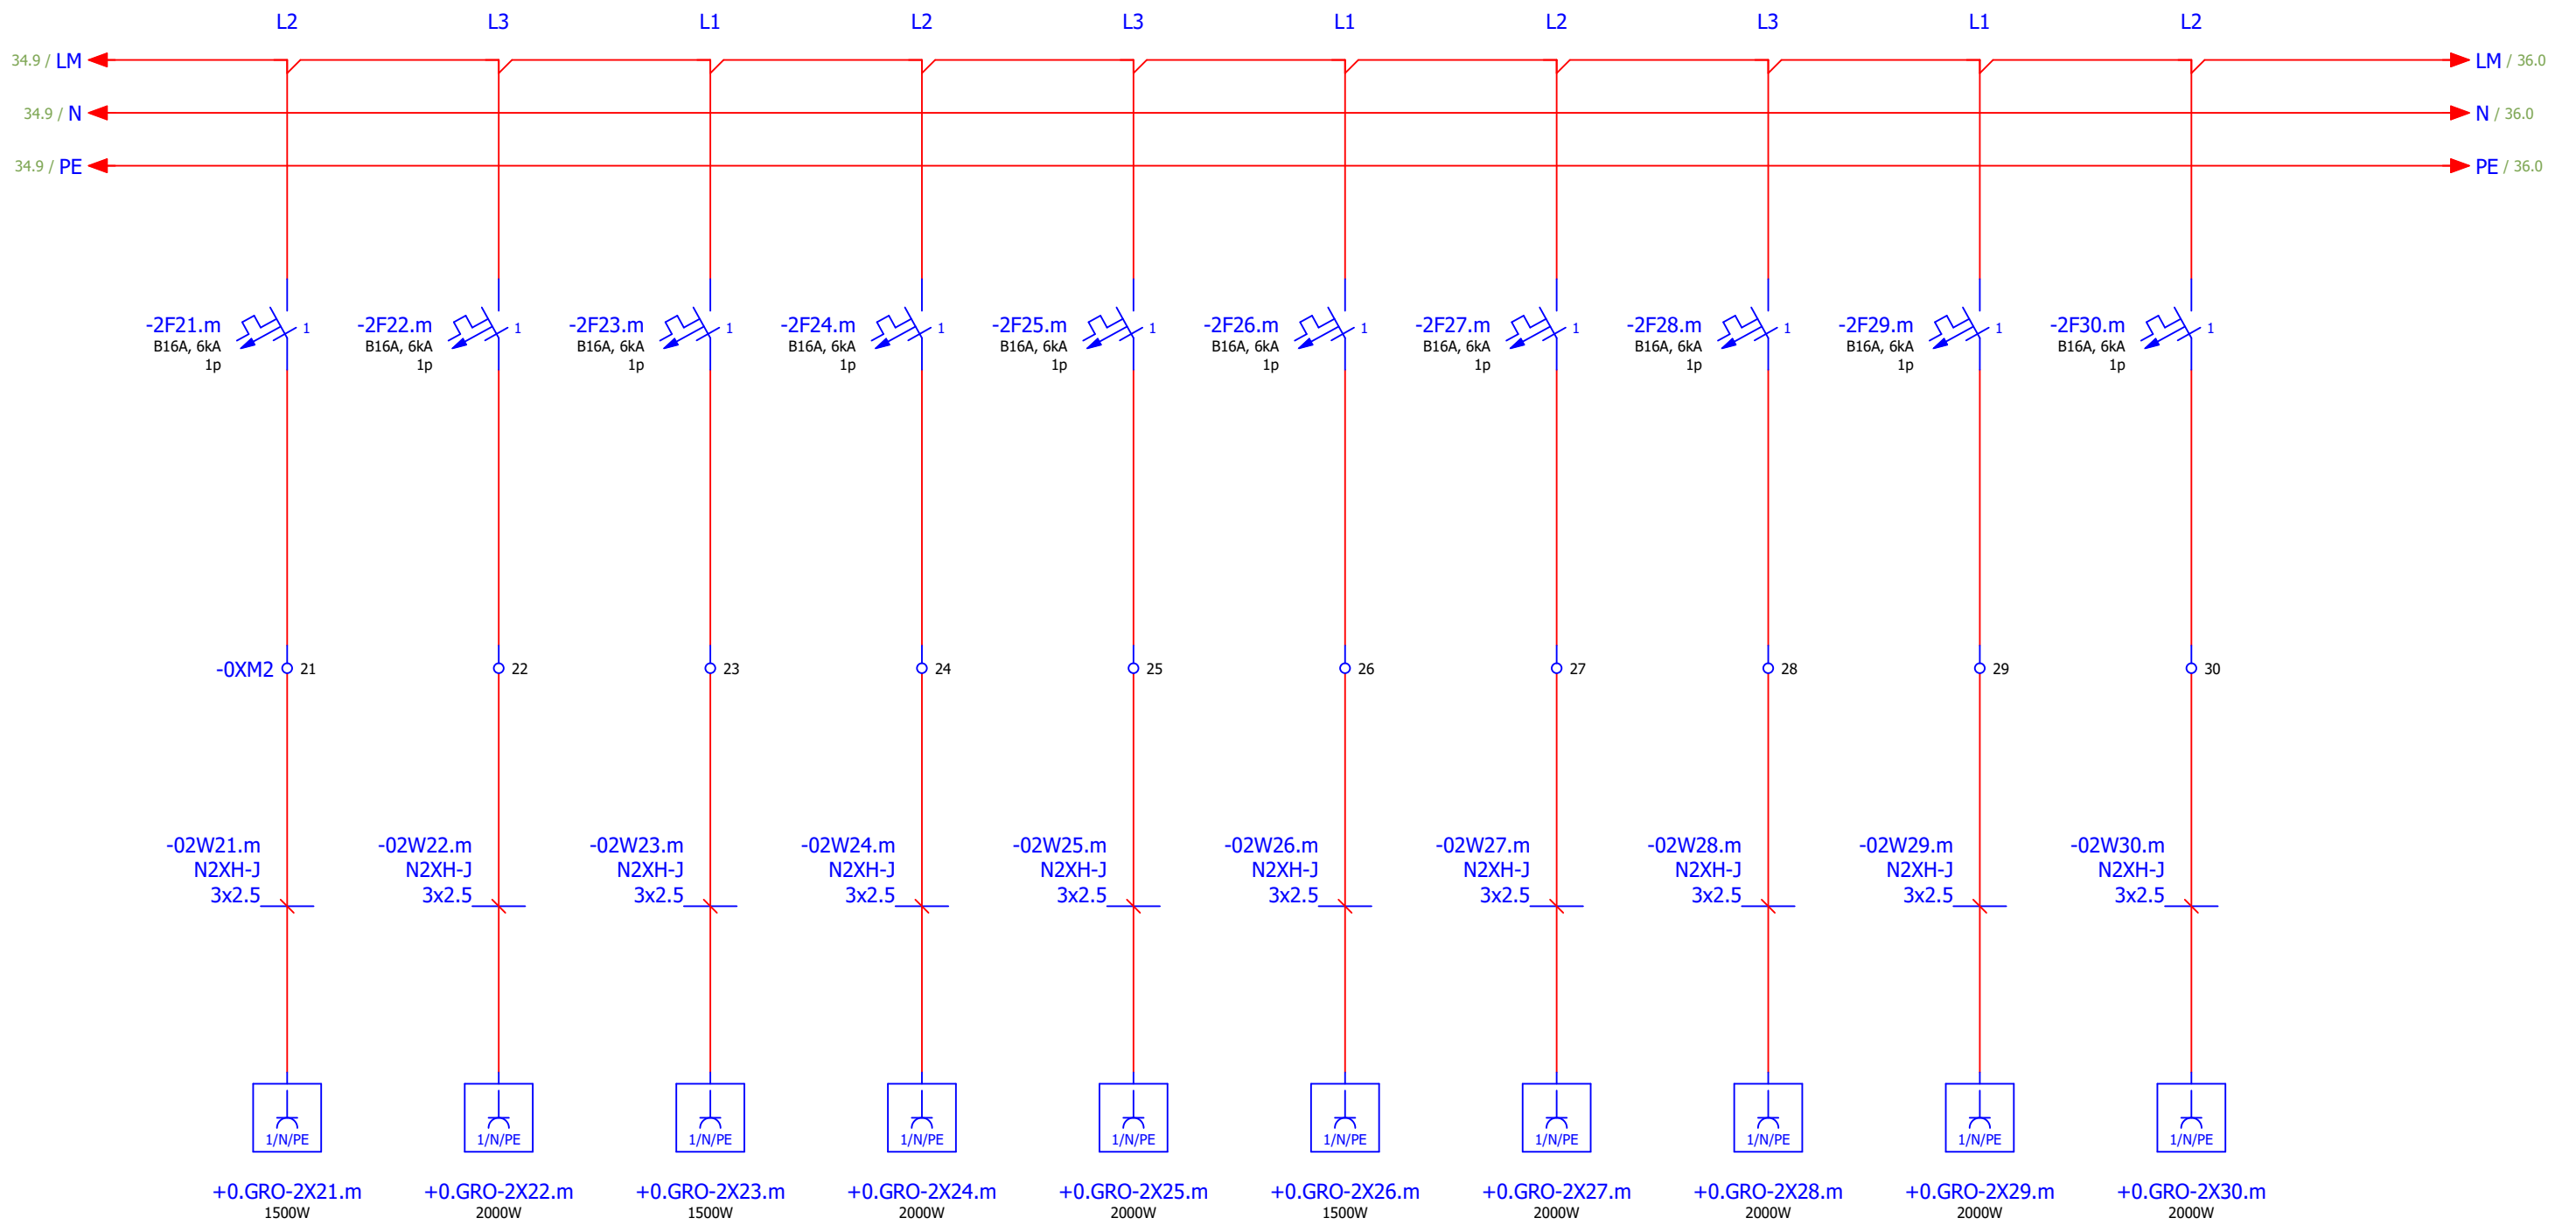 L2 L3 L1 L2 L3 L1 L2 L3 L1 L2
34.9 / LM LM / 36.0
34.9 / N N / 36.0
34.9 / PE PE / 36.0
-2F21.m 1 -2F22.m 1 -2F23.m 1 -2F24.m 1 -2F25.m 1 -2F26.m 1 -2F27.m 1 -2F28.m 1 -2F29.m 1 -2F30.m 1
B16A, 6kA B16A, 6kA B16A, 6kA B16A, 6kA B16A, 6kA B16A, 6kA B16A, 6kA B16A, 6kA B16A, 6kA B16A, 6kA
1p 1p 1p 1p 1p 1p 1p 1p 1p 1p
-0XM2 21 22 23 24 25 26 27 28 29 30
-02W21.m -02W22.m -02W23.m -02W24.m -02W25.m -02W26.m -02W27.m -02W28.m -02W29.m -02W30.m
N2XH-J N2XH-J N2XH-J N2XH-J N2XH-J N2XH-J N2XH-J N2XH-J N2XH-J N2XH-J
3x2.5 3x2.5 3x2.5 3x2.5 3x2.5 3x2.5 3x2.5 3x2.5 3x2.5 3x2.5
1/N/PE 1/N/PE 1/N/PE 1/N/PE 1/N/PE 1/N/PE 1/N/PE 1/N/PE 1/N/PE 1/N/PE
+0.GRO-2X21.m +0.GRO-2X22.m +0.GRO-2X23.m +0.GRO-2X24.m +0.GRO-2X25.m +0.GRO-2X26.m +0.GRO-2X27.m +0.GRO-2X28.m +0.GRO-2X29.m +0.GRO-2X30.m
1500W 2000W 1500W 2000W 2000W 1500W 2000W 2000W 2000W 2000W